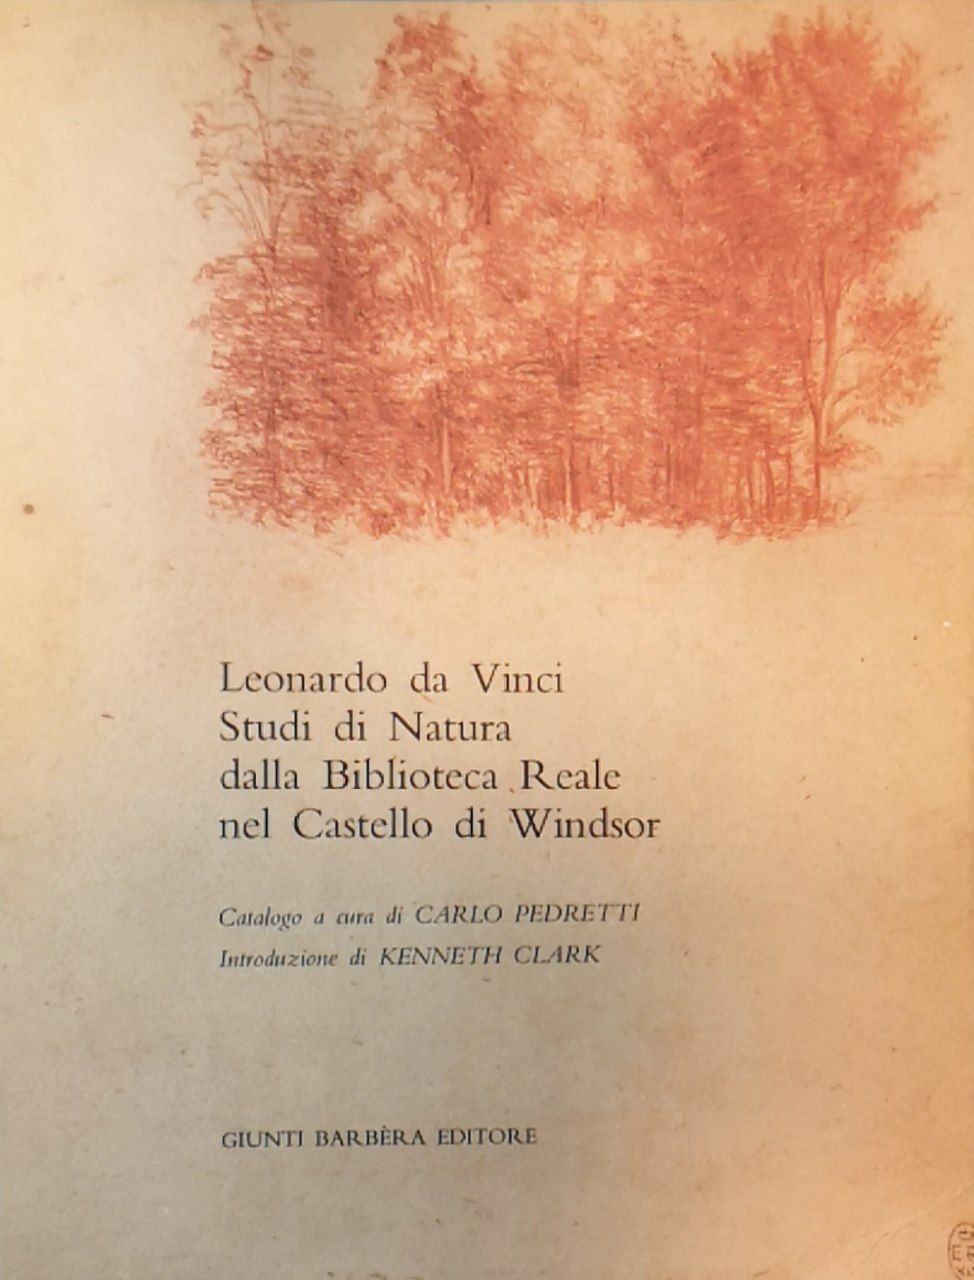 Leonardo da Vinci
Studi di Natura
dalla Biblioteca Reale
nel Castello di Windsor
Catalogo a cura di CARLO PEDRETTI
Introduzione di KENNETH CLARK
GIUNTI BARBÈRA EDITORE